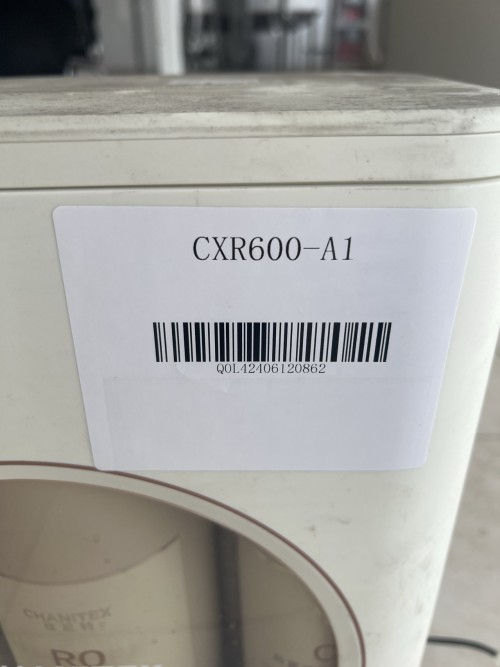 CXR600-A1
Q0L42406120862
CHANITEX
RO
C